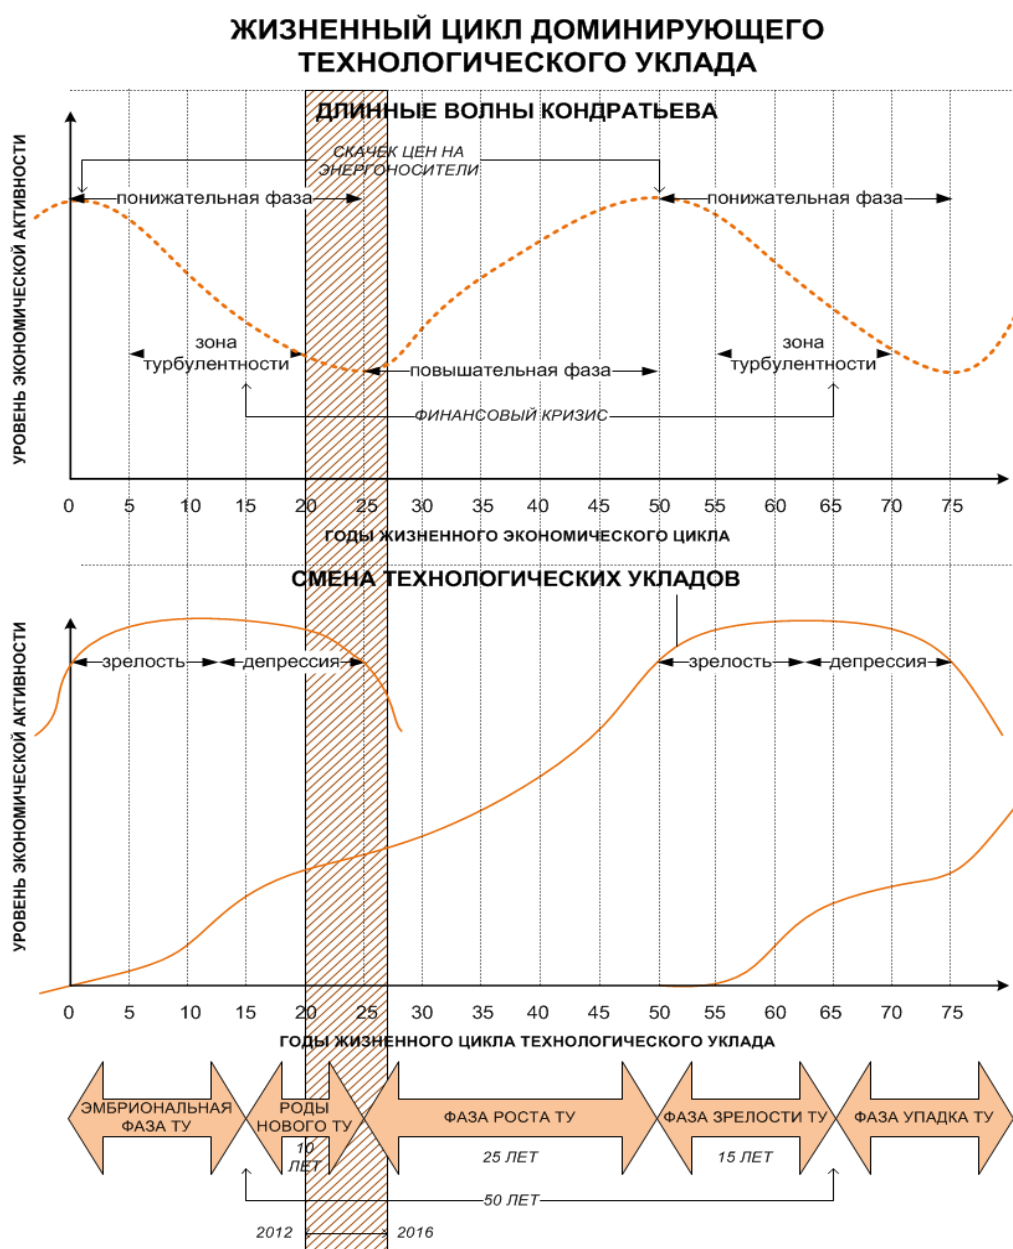 ЖИЗНЕННЫЙ ЦИКЛ ДОМИНИРУЮЩЕГО
ТЕХНОЛОГИЧЕСКОГО УКЛАДА
ДЛИННЫЕ ВОЛНЫ КОНДРАТЬЕВА
УРОВЕНЬ ЭКОНОМИЧЕСКОЙ АКТИВНОСТИ
СКАЧЕК ЦЕН НА
ЭНЕРГОНОСИТЕЛИ
понижательная фаза
понижательная фаза
зона
турбулентности
зона
турбулентности
повышательная фаза
ФИНАНСОВЫЙ КРИЗИС
0 5 10 15 20 25 30 35 40 45 50 55 60 65 70 75
ГОДЫ ЖИЗНЕННОГО ЭКОНОМИЧЕСКОГО ЦИКЛА
СМЕНА ТЕХНОЛОГИЧЕСКИХ УКЛАДОВ
УРОВЕНЬ ЭКОНОМИЧЕСКОЙ АКТИВНОСТИ
зрелость
депрессия
зрелость
депрессия
0 5 10 15 20 25 30 35 40 45 50 55 60 65 70 75
ГОДЫ ЖИЗНЕННОГО ЦИКЛА ТЕХНОЛОГИЧЕСКОГО УКЛАДА
ЭМБРИОНАЛЬНАЯ
ФАЗА ТУ
РОДЫ
НОВОГО ТУ
10
ЛЕТ
ФАЗА РОСТА ТУ
25 ЛЕТ
ФАЗА ЗРЕЛОСТИ ТУ
15 ЛЕТ
ФАЗА УПАДКА ТУ
50 ЛЕТ
2012
2016